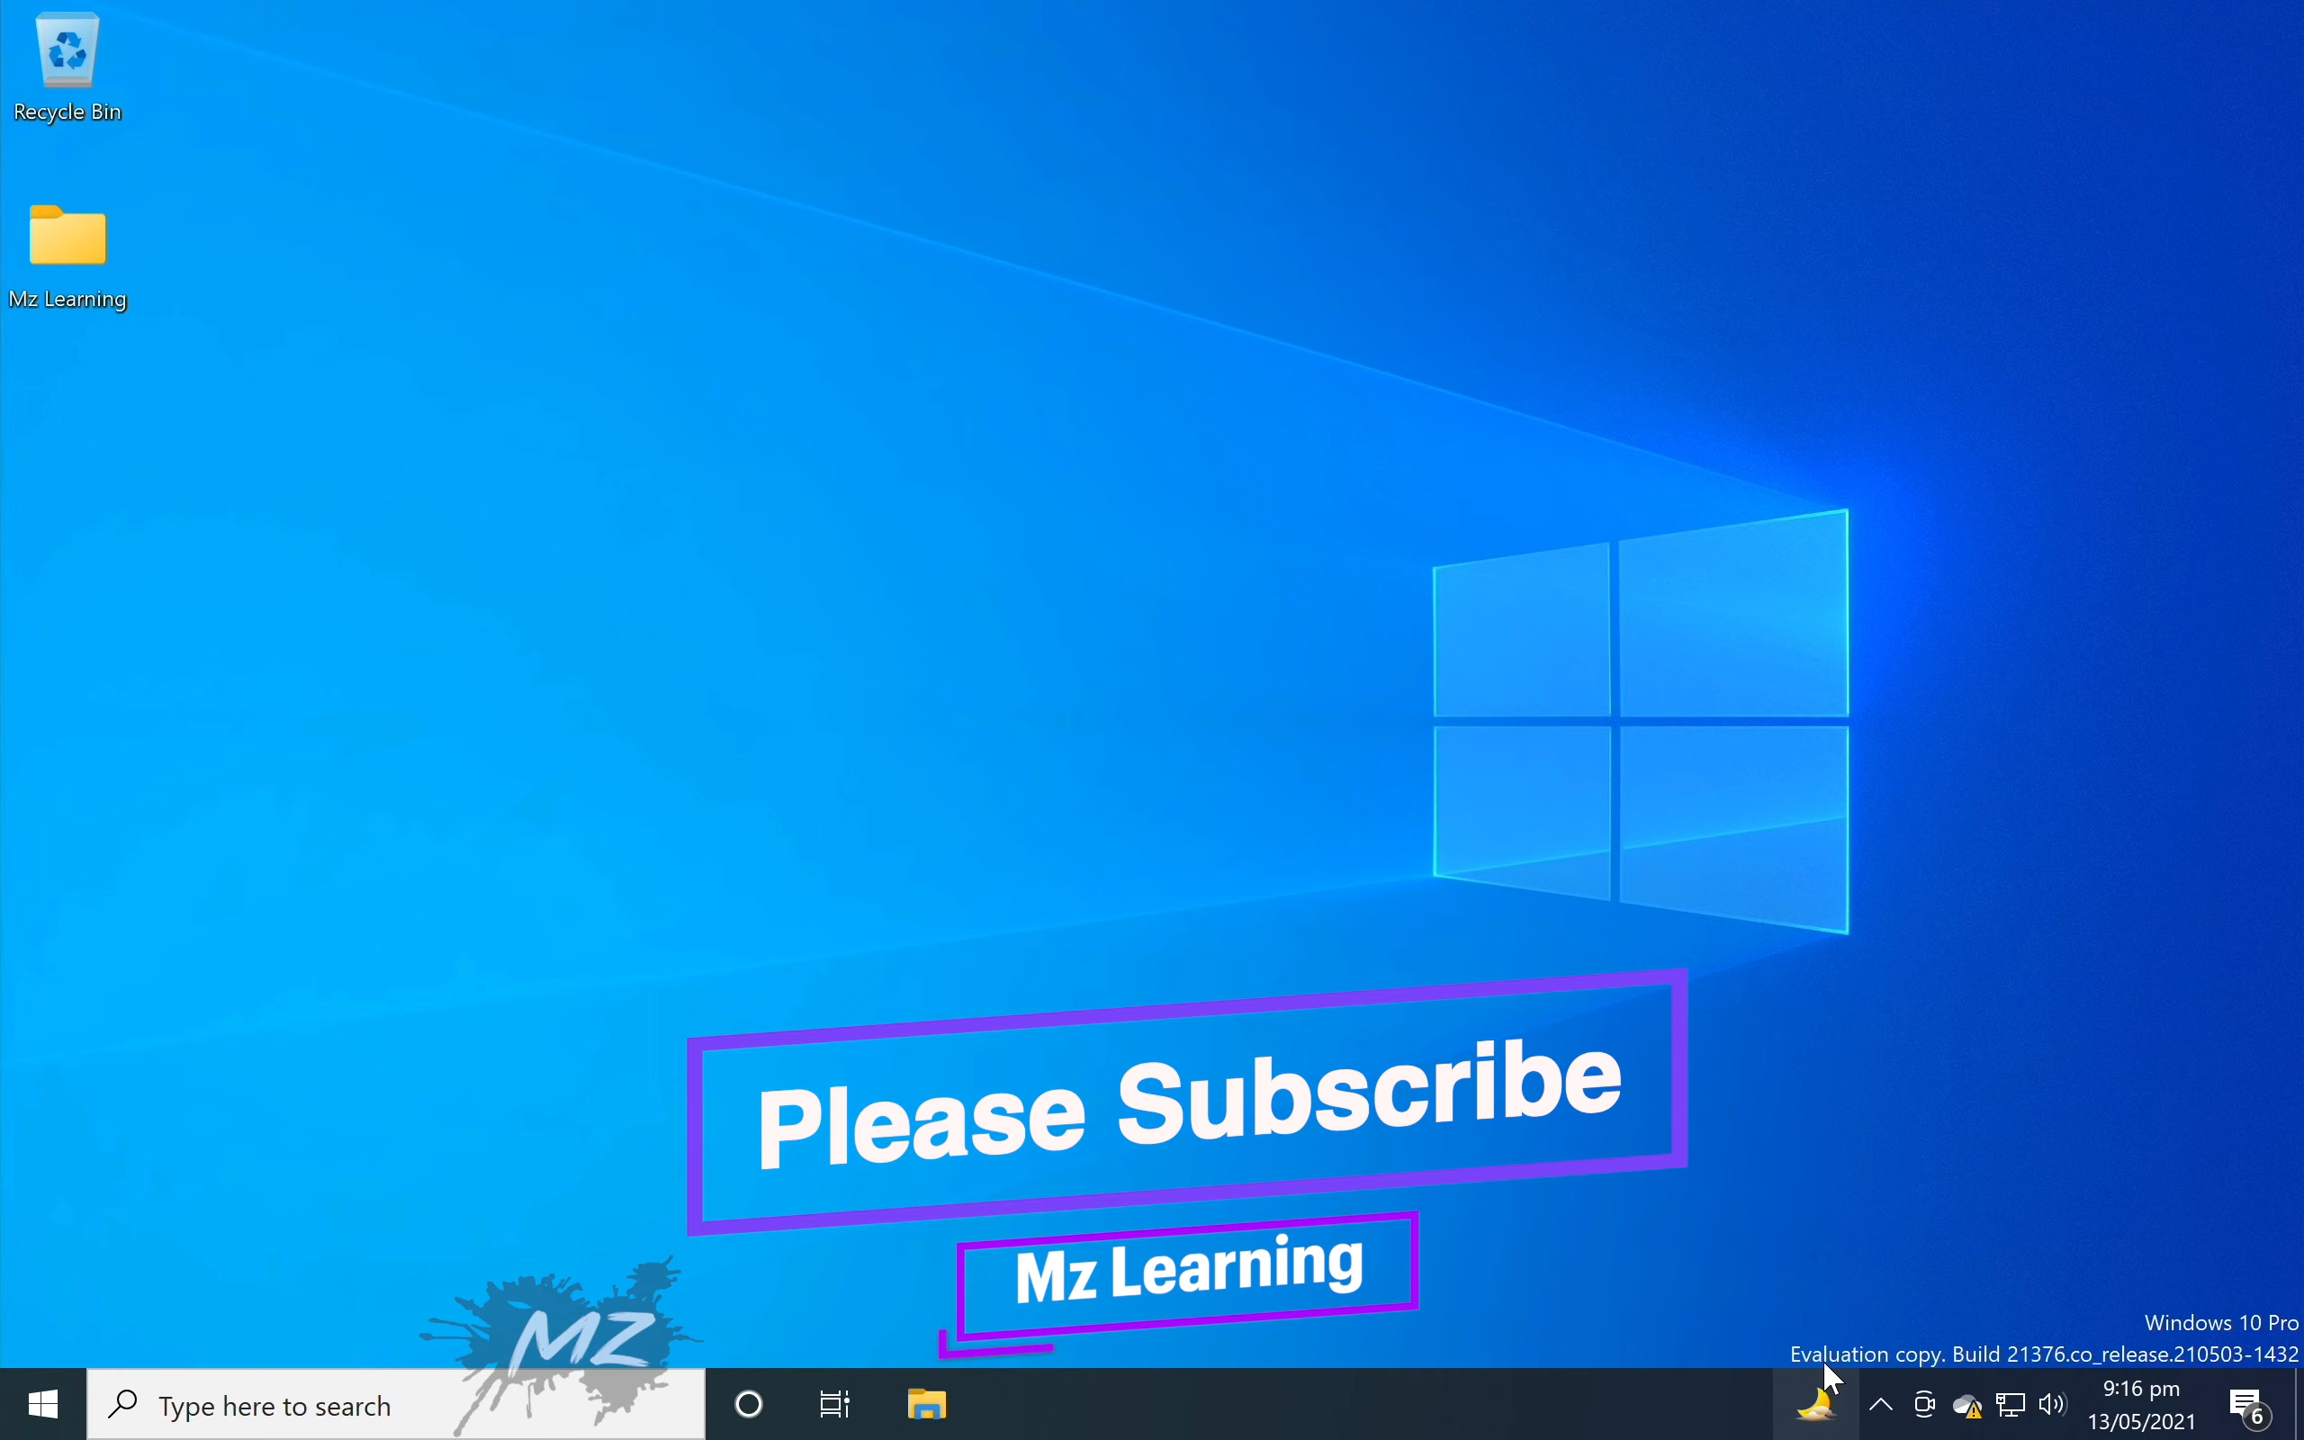 Recycle Bin
Mz Learning
Please Subscribe
Mz Learning
MZ
Windows 10 Pro
Evaluation copy. Build 21376.co_release.210503-1432
Type here to search
9:16 pm
13/05/2021
6